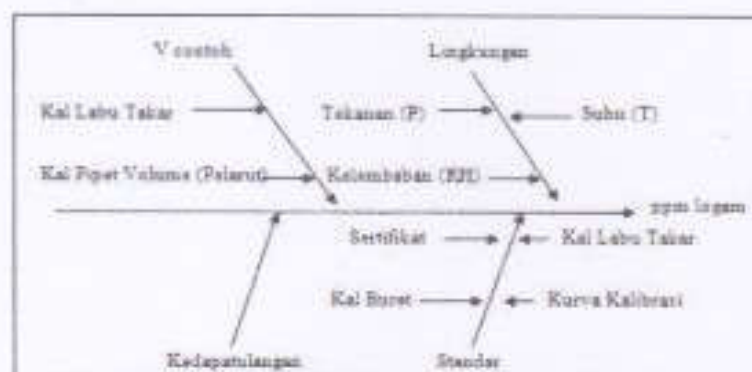 V contoh Lingkungan
Kal Labu Takar Tekanan (P) Suhu (T)
Kal Pipet Volume (Pelarut) Kelembaban (RH)
ppm logam
Sertifikat Kal Labu Takar
Kal Buret Kurva Kalibrasi
Kedapatulangan Standar